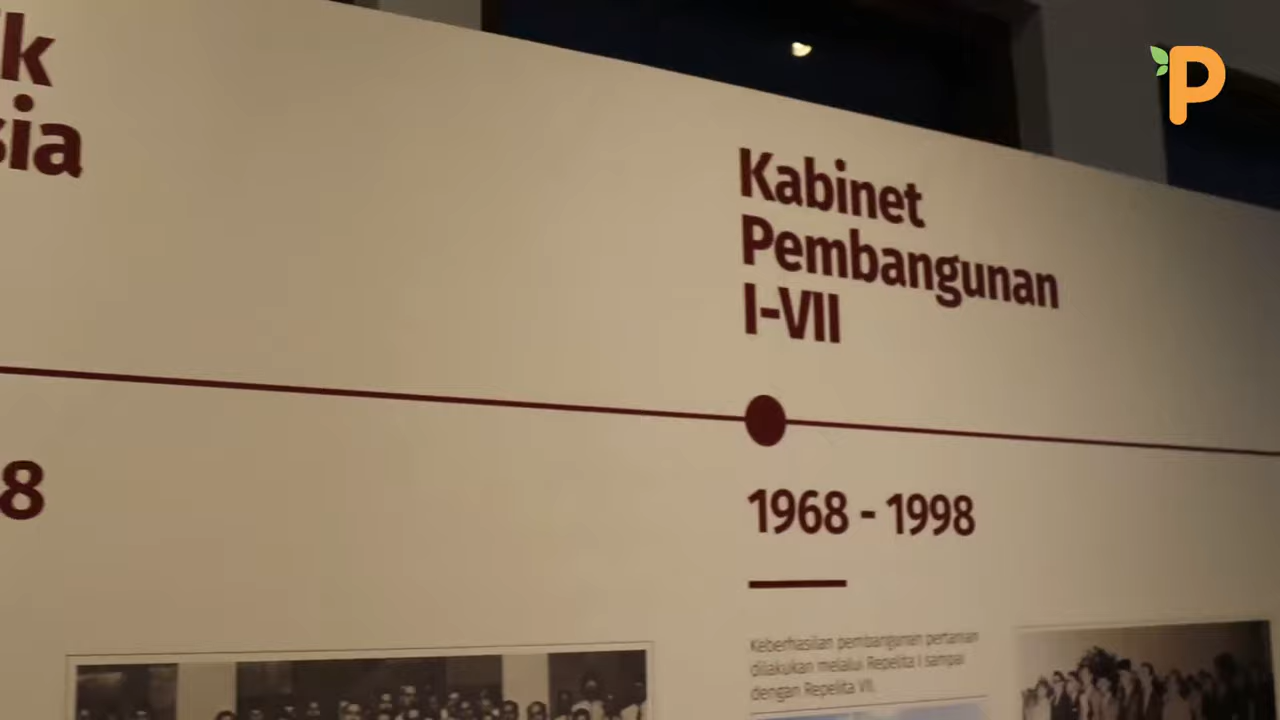 k
sia
8
Kabinet
Pembangunan
I-VII
1968 - 1998
Keberhasilan pembangunan pertanian
dilakukan melalui Repelita I sampai
dengan Repelita VII.
P